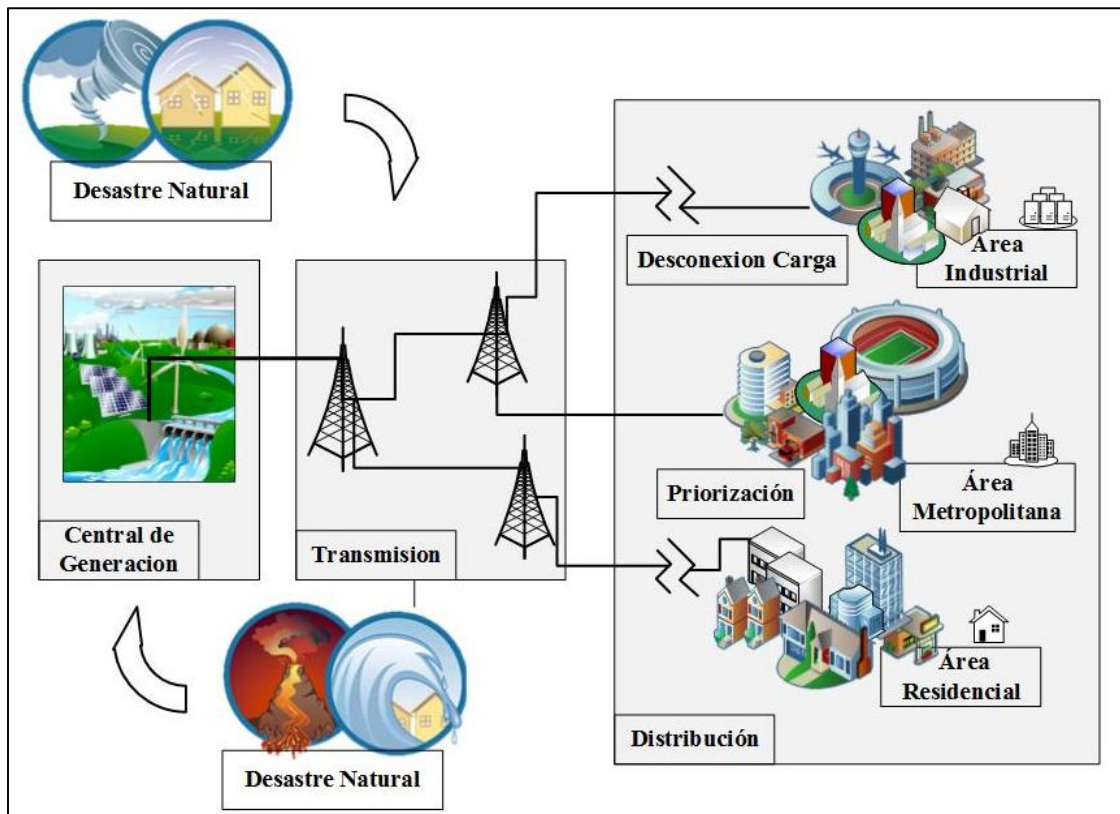 Desastre Natural
Desconexion Carga
Área
Industrial
Central de
Generacion
Transmision
Priorización
Área
Metropolitana
Área
Residencial
Desastre Natural
Distribución